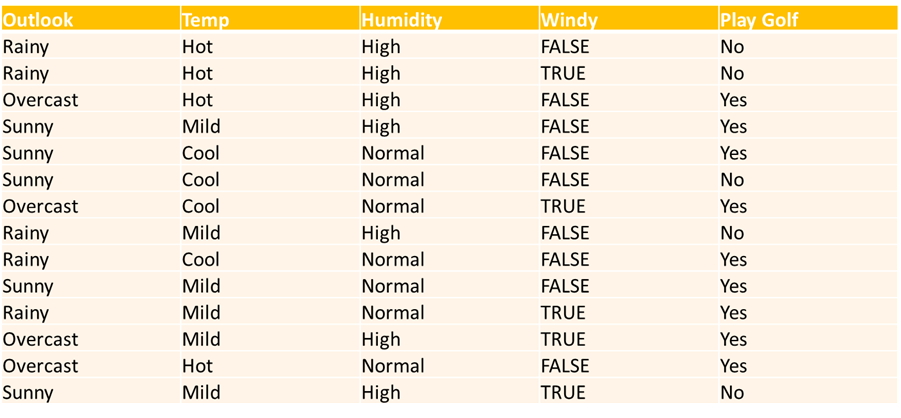 Outlook Temp Humidity Windy Play Golf
Rainy Hot High FALSE No
Rainy Hot High TRUE No
Overcast Hot High FALSE Yes
Sunny Mild High FALSE Yes
Sunny Cool Normal FALSE Yes
Sunny Cool Normal FALSE No
Overcast Cool Normal TRUE Yes
Rainy Mild High FALSE No
Rainy Cool Normal FALSE Yes
Sunny Mild Normal FALSE Yes
Rainy Mild Normal TRUE Yes
Overcast Mild High TRUE Yes
Overcast Hot Normal FALSE Yes
Sunny Mild High TRUE No